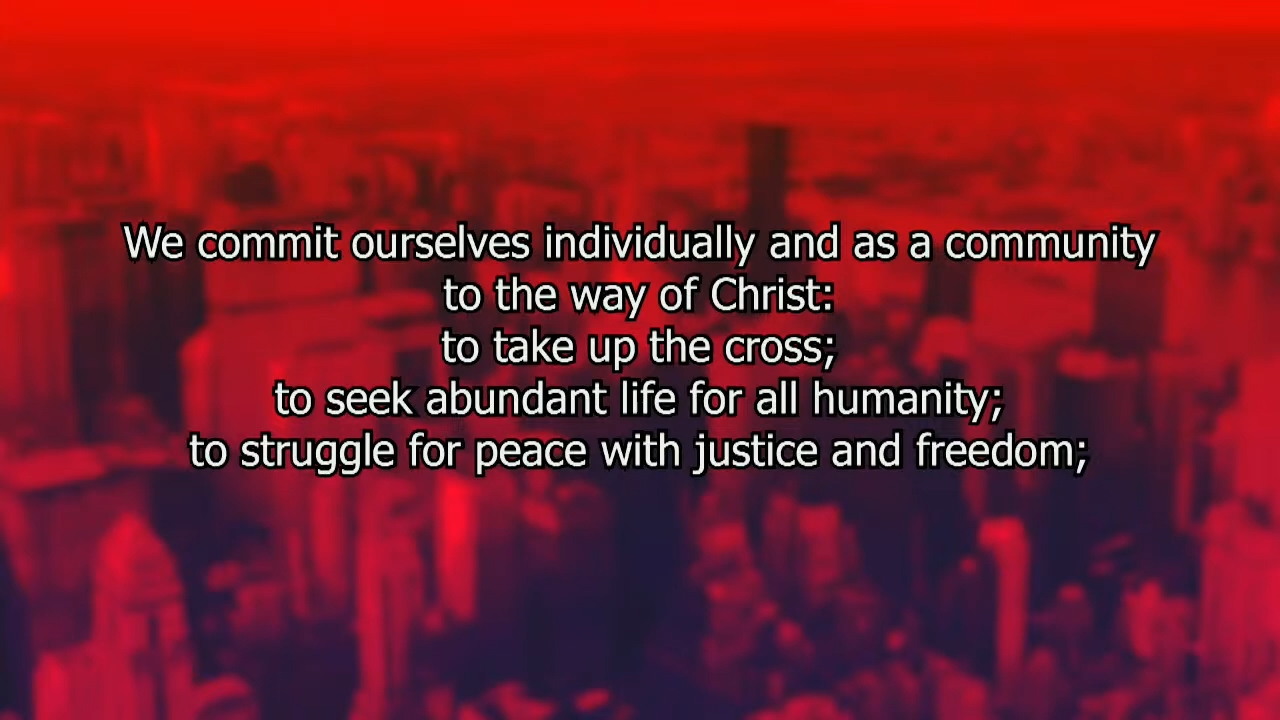 We commit ourselves individually and as a community
to the way of Christ:
to take up the cross;
to seek abundant life for all humanity;
to struggle for peace with justice and freedom;